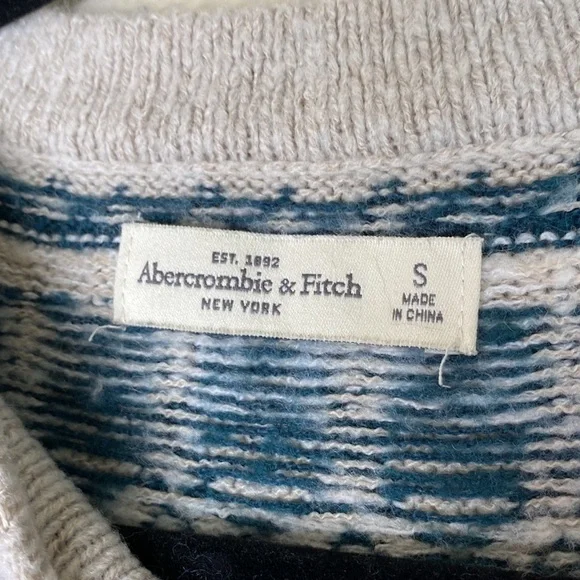 EST. 1892
Abercrombie & Fitch
NEW YORK
S
MADE
IN CHINA